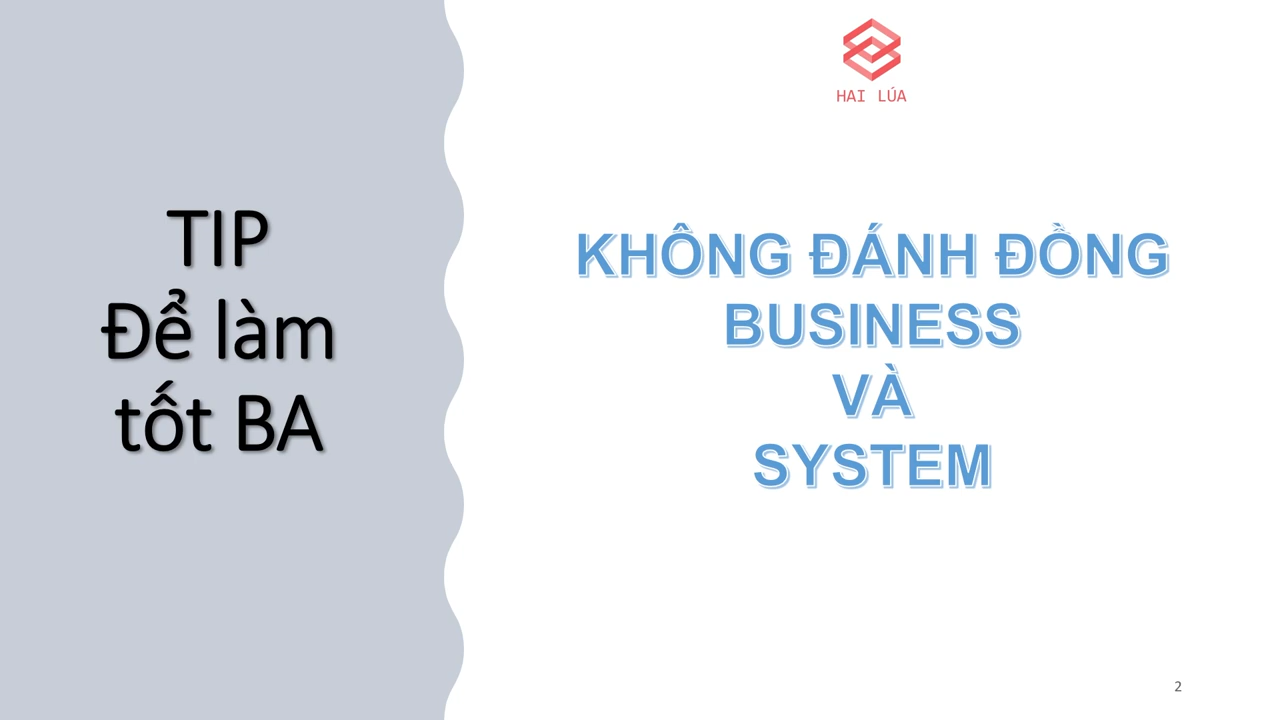 TIP
Để làm
tốt BA
HAI LÚA
KHÔNG ĐÁNH ĐỒNG
BUSINESS
VÀ
SYSTEM
2